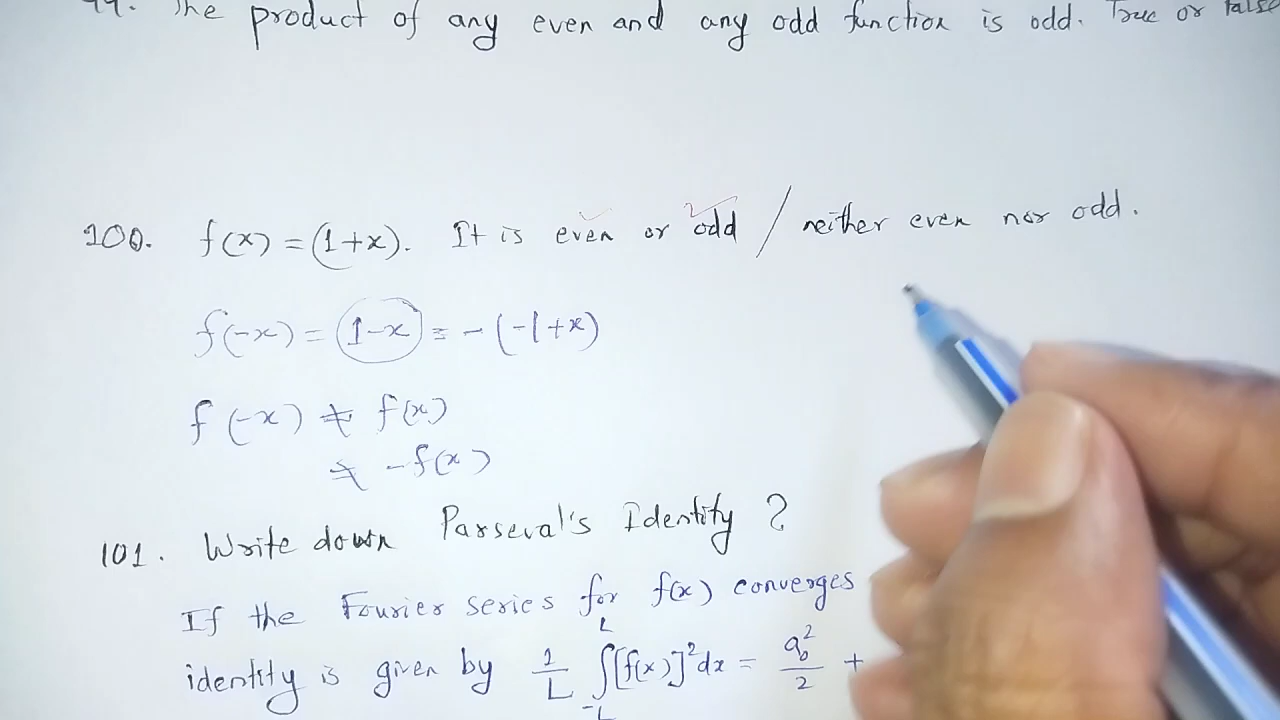 99. The product of any even and any odd function is odd. True or false
100. f(x) = (1+x). It is even or odd / neither even nor odd.
f(-x) = (1-x) = -(-1+x)
f(-x) ≠ f(x)
≠ -f(x)
101. Write down Parseval's Identity ?
If the Fourier series for f(x) converges
identity is given by 1/L ∫_{-L}^{L} [f(x)]² dx = a₀²/2 +